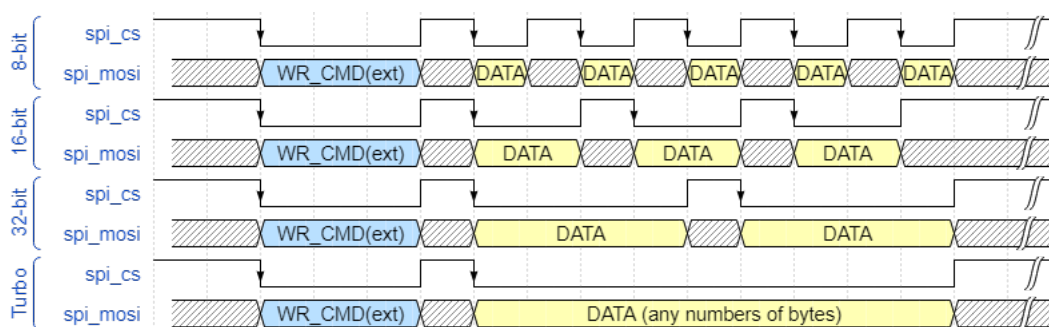 8-bit
spi_cs
spi_mosi WR_CMD(ext) DATA DATA DATA DATA DATA
16-bit
spi_cs
spi_mosi WR_CMD(ext) DATA DATA DATA
32-bit
spi_cs
spi_mosi WR_CMD(ext) DATA DATA
Turbo
spi_cs
spi_mosi WR_CMD(ext) DATA (any numbers of bytes)